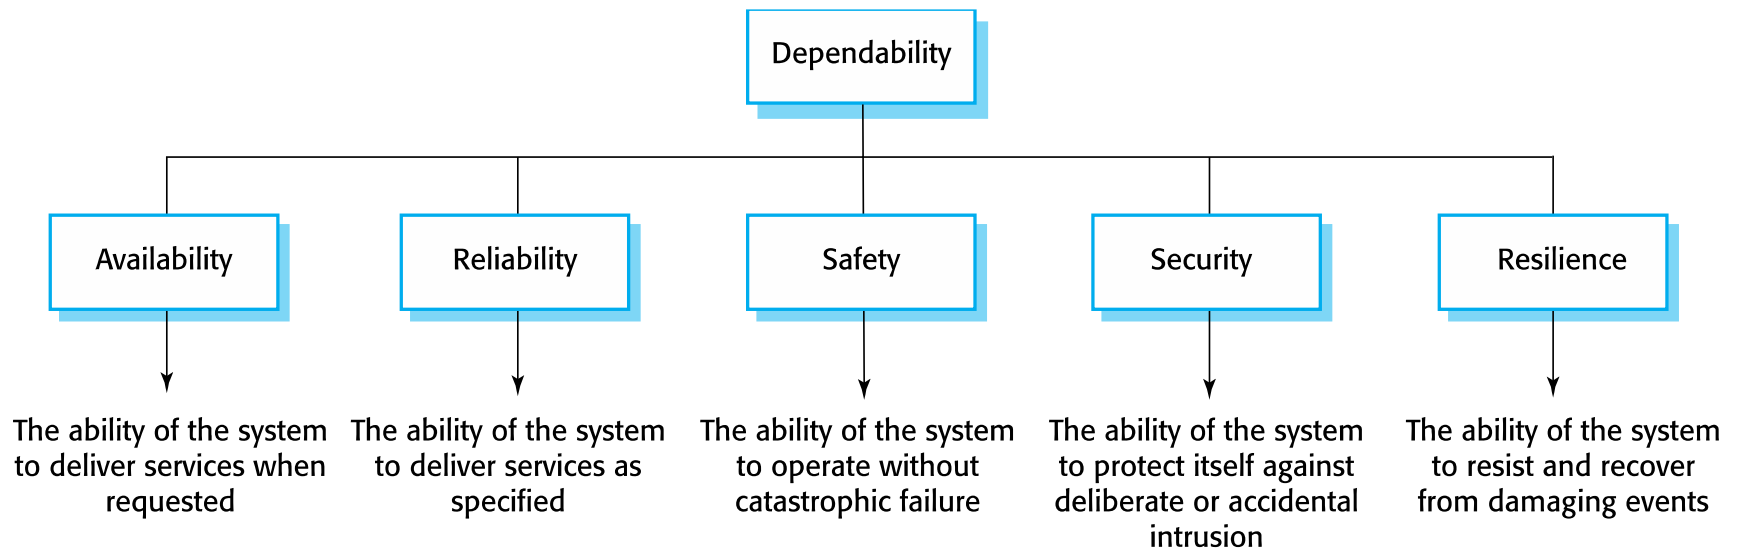 Dependability
Availability
Reliability
Safety
Security
Resilience
The ability of the system
to deliver services when
requested
The ability of the system
to deliver services as
specified
The ability of the system
to operate without
catastrophic failure
The ability of the system
to protect itself against
deliberate or accidental
intrusion
The ability of the system
to resist and recover
from damaging events